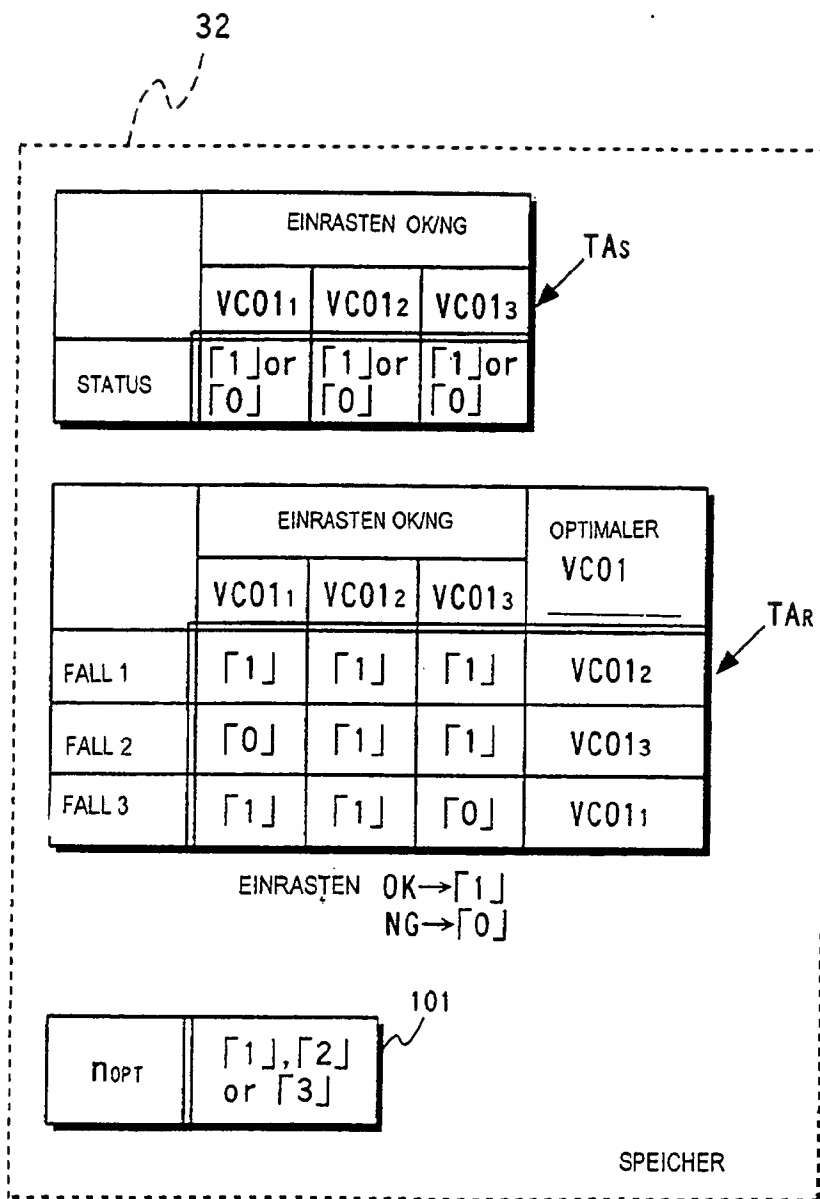 32
EINRASTEN OK/NG
TAS
VCO1₁ VCO1₂ VCO1₃
STATUS 「1」or 「0」 「1」or 「0」 「1」or 「0」
EINRASTEN OK/NG OPTIMALER VCO1
VCO1₁ VCO1₂ VCO1₃
TAR
FALL 1 「1」 「1」 「1」 VCO1₂
FALL 2 「0」 「1」 「1」 VCO1₃
FALL 3 「1」 「1」 「0」 VCO1₁
EINRASTEN OK→「1」
NG→「0」
101
nOPT 「1」,「2」
or 「3」
SPEICHER